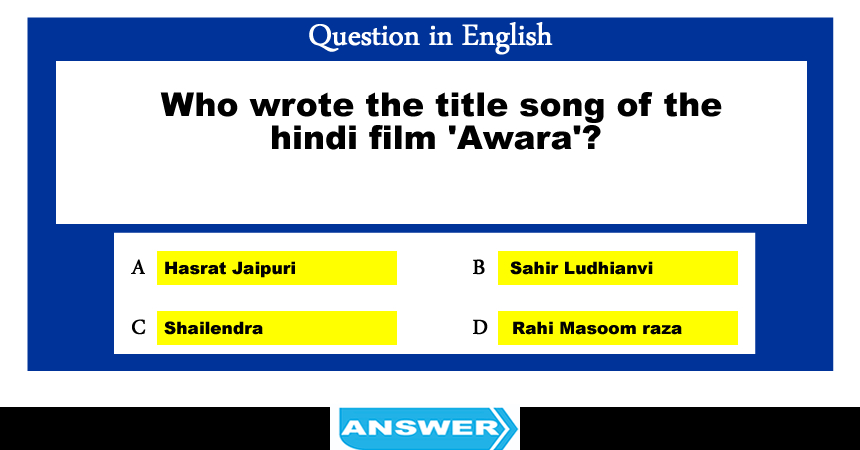 Question in English
Who wrote the title song of the
hindi film 'Awara'?
A Hasrat Jaipuri
B Sahir Ludhianvi
C Shailendra
D Rahi Masoom raza
ANSWER